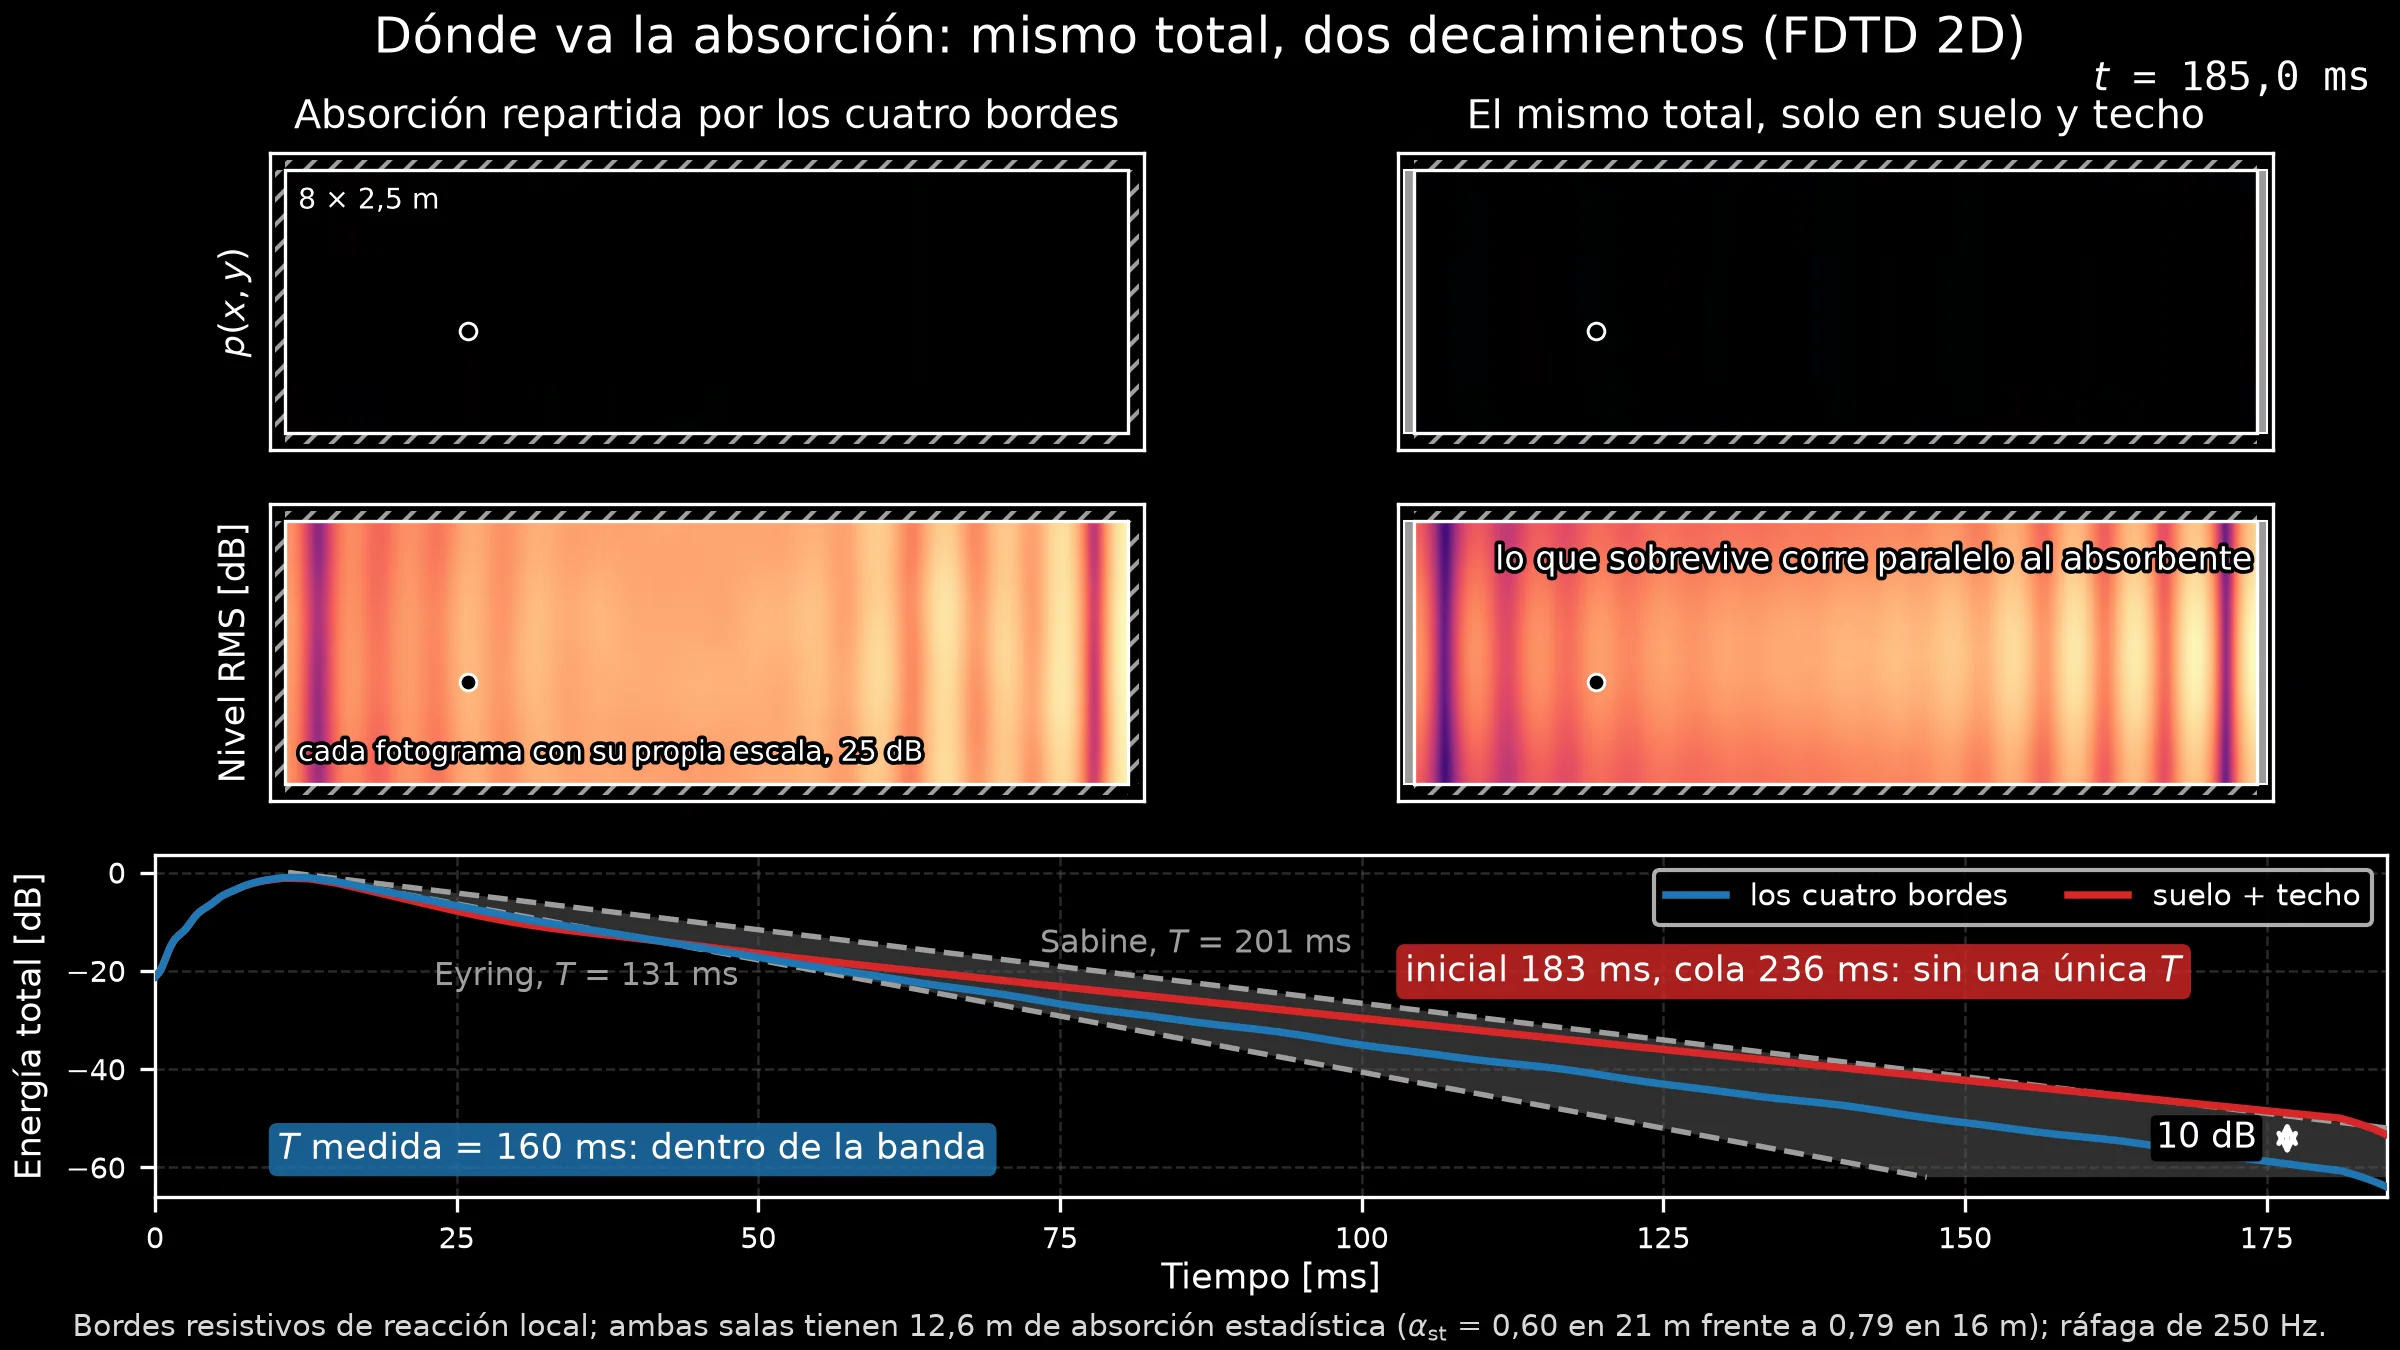 Dónde va la absorción: mismo total, dos decaimientos (FDTD 2D)
t = 185,0 ms
Absorción repartida por los cuatro bordes
El mismo total, solo en suelo y techo
8 × 2,5 m
p(x, y)
Nivel RMS [dB]
lo que sobrevive corre paralelo al absorbente
cada fotograma con su propia escala, 25 dB
Energía total [dB]
0
−20
−40
−60
los cuatro bordes
suelo + techo
Sabine, T = 201 ms
Eyring, T = 131 ms
inicial 183 ms, cola 236 ms: sin una única T
T medida = 160 ms: dentro de la banda
10 dB
0
25
50
75
100
125
150
175
Tiempo [ms]
Bordes resistivos de reacción local; ambas salas tienen 12,6 m de absorción estadística (αst = 0,60 en 21 m frente a 0,79 en 16 m); ráfaga de 250 Hz.